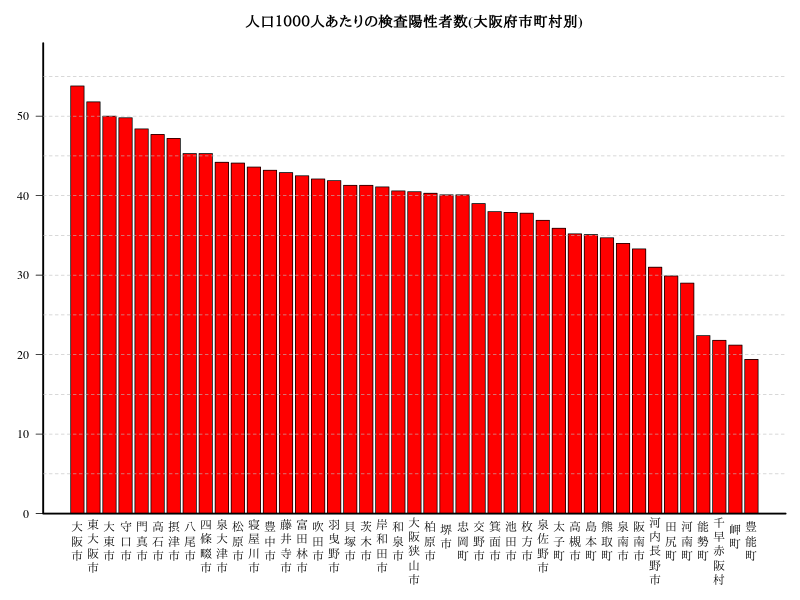 人口1000人あたりの検査陽性者数(大阪府市町村別)
50
40
30
20
10
0
大阪市
東大阪市
大東市
守口市
門真市
高石市
摂津市
八尾市
四條畷市
泉大津市
松原市
寝屋川市
豊中市
藤井寺市
富田林市
吹田市
羽曳野市
貝塚市
茨木市
岸和田市
和泉市
大阪狭山市
柏原市
堺市
忠岡町
交野市
箕面市
池田市
枚方市
泉佐野市
太子町
高槻市
島本町
熊取町
泉南市
阪南市
河内長野市
田尻町
河南町
能勢町
千早赤阪村
岬町
豊能町